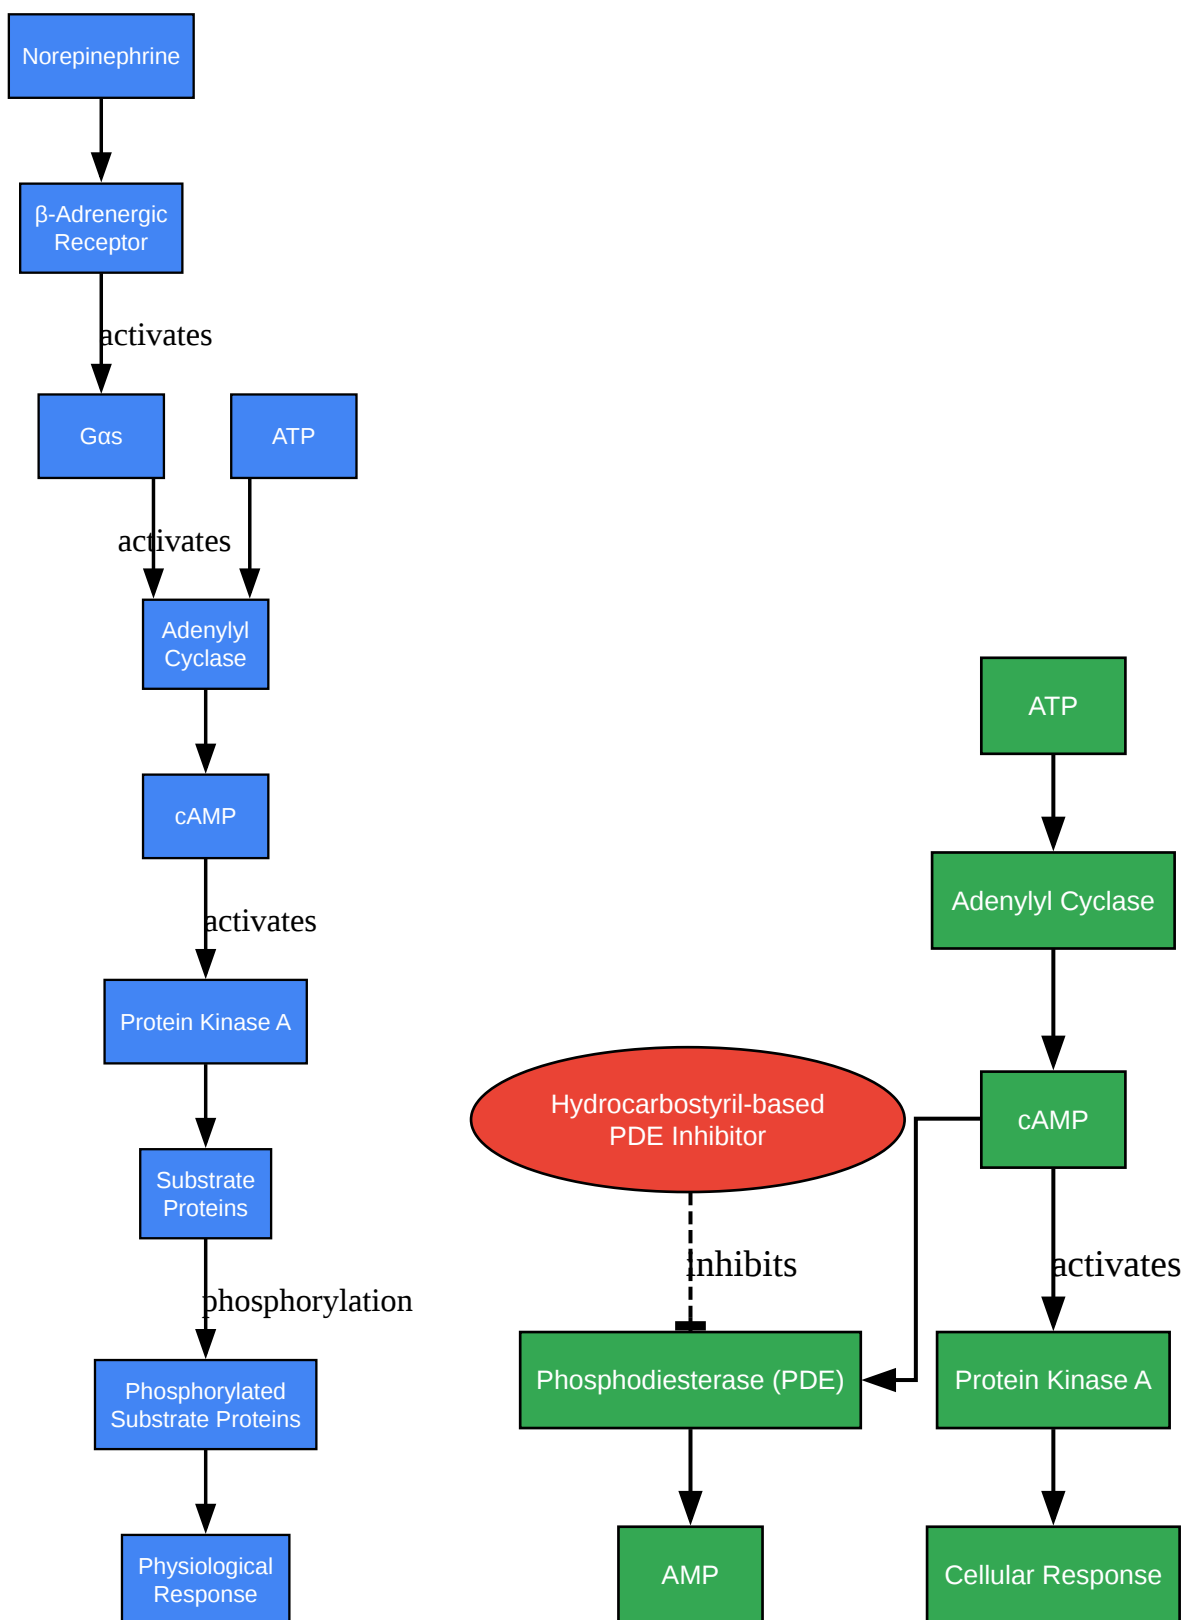 Norepinephrine
β-Adrenergic
Receptor
activates
Gαs
ATP
activates
Adenylyl
Cyclase
cAMP
activates
Protein Kinase A
Substrate
Proteins
phosphorylation
Phosphorylated
Substrate Proteins
Physiological
Response
ATP
Adenylyl Cyclase
cAMP
Hydrocarbostyril-based
PDE Inhibitor
inhibits
activates
Phosphodiesterase (PDE)
Protein Kinase A
AMP
Cellular Response